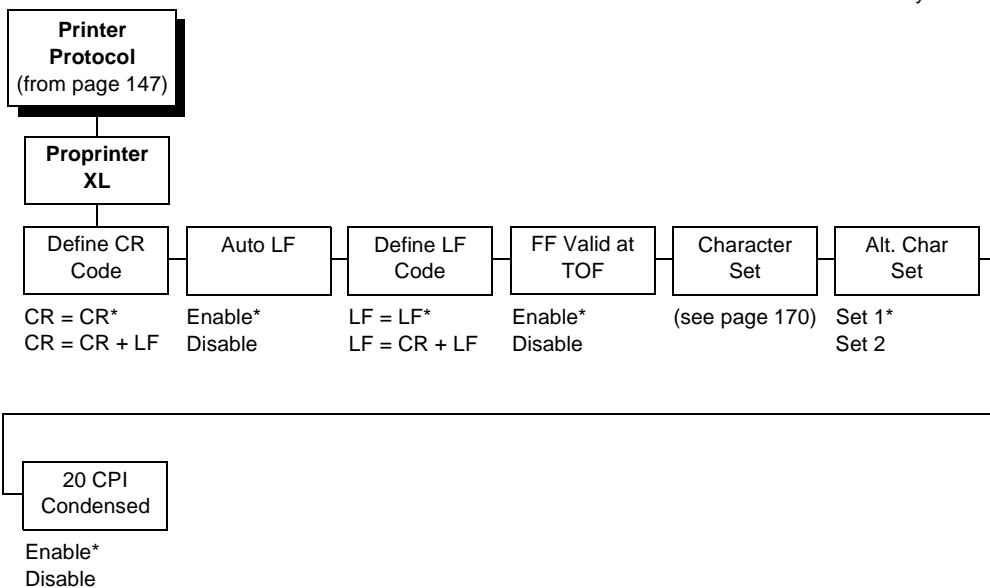 Printer
Protocol
(from page 147)
Proprinter
XL
Define CR
Code
CR = CR*
CR = CR + LF
Auto LF
Enable*
Disable
Define LF
Code
LF = LF*
LF = CR + LF
FF Valid at
TOF
Enable*
Disable
Character
Set
(see page 170)
Alt. Char
Set
Set 1*
Set 2
20 CPI
Condensed
Enable*
Disable